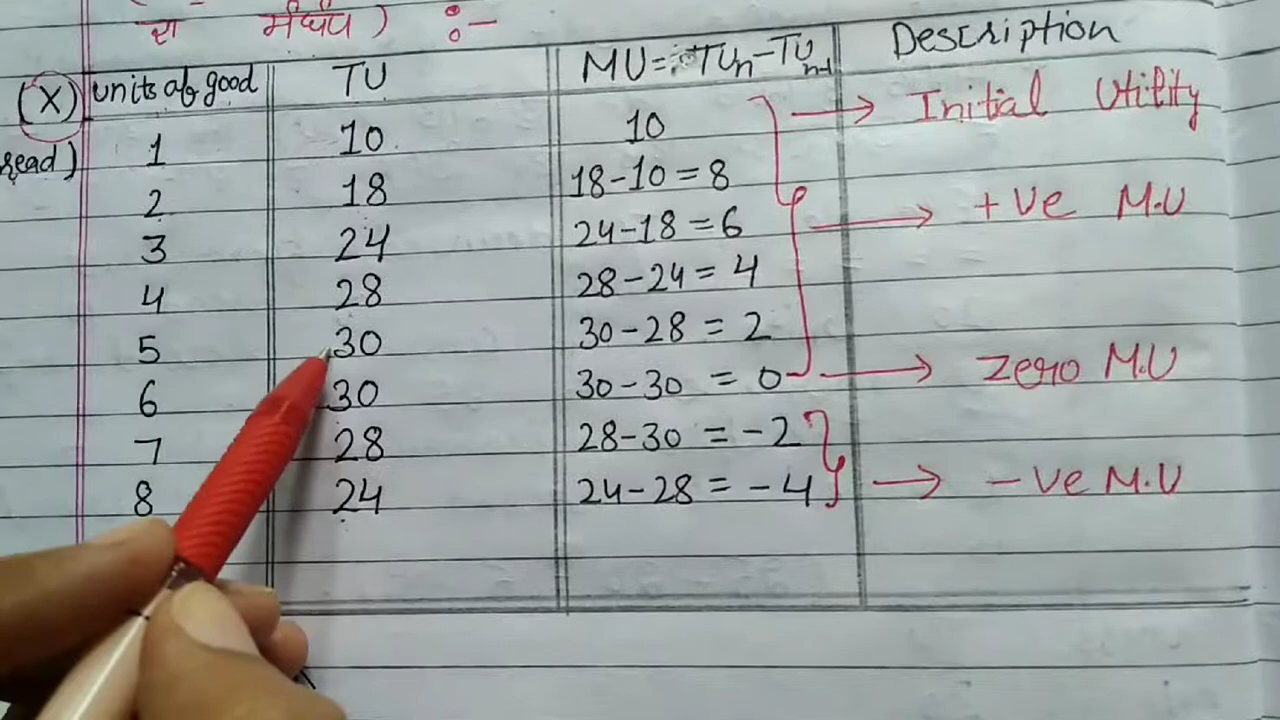 का संबंध) :-
(X) units of good TU MU = TUn - TUn-1 Description
1 10 10 → Initial Utility
read) 2 18 18-10 = 8 → +ve M.U
3 24 24-18 = 6
4 28 28-24 = 4
5 30 30-28 = 2
6 30 30-30 = 0 → Zero M.U
7 28 28-30 = -2
8 24 24-28 = -4 → -ve M.U